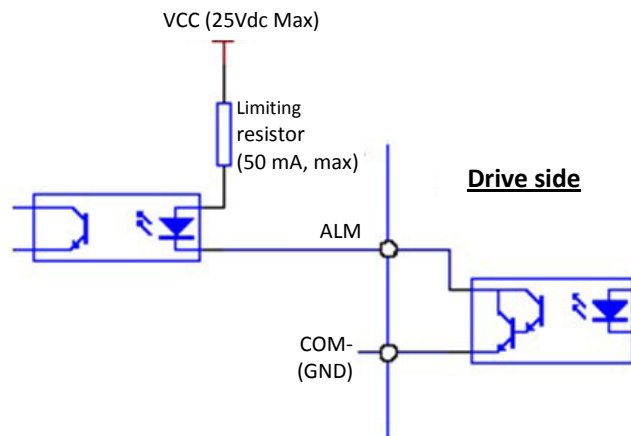 VCC (25Vdc Max)
Limiting
resistor
(50 mA, max)
Drive side
ALM
COM-
(GND)